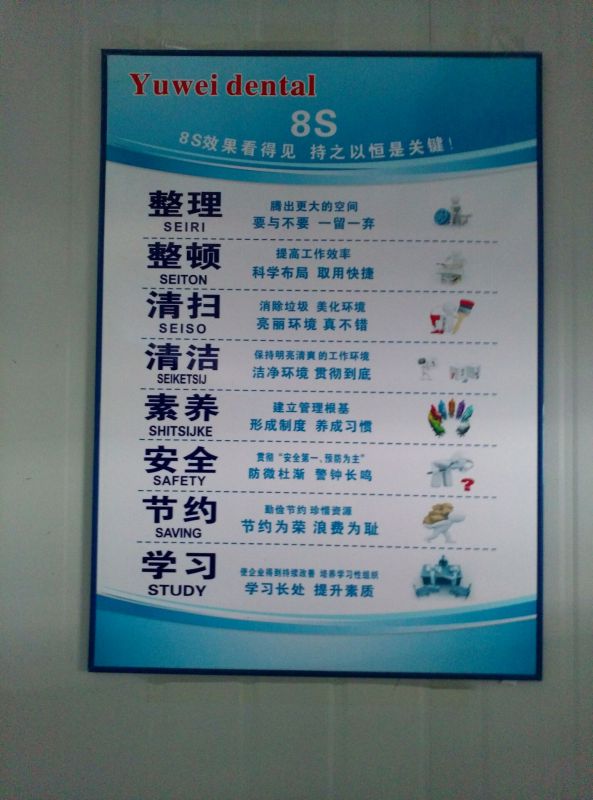 Yuwei dental
8S
8S效果看得见 持之以恒是关键！
整理
SEIRI
腾出更大的空间
要与不要 一留一弃
整顿
SEITON
提高工作效率
科学布局 取用快捷
清扫
SEISO
消除垃圾 美化环境
亮丽环境 真不错
清洁
SEIKETSIJ
保持明亮清爽的工作环境
洁净环境 贯彻到底
素养
SHITSIJKE
建立管理根基
形成制度 养成习惯
安全
SAFETY
贯彻“安全第一、预防为主”
防微杜渐 警钟长鸣
?
节约
SAVING
勤俭节约 珍惜资源
节约为荣 浪费为耻
学习
STUDY
使企业得到持续改善 培养学习性组织
学习长处 提升素质